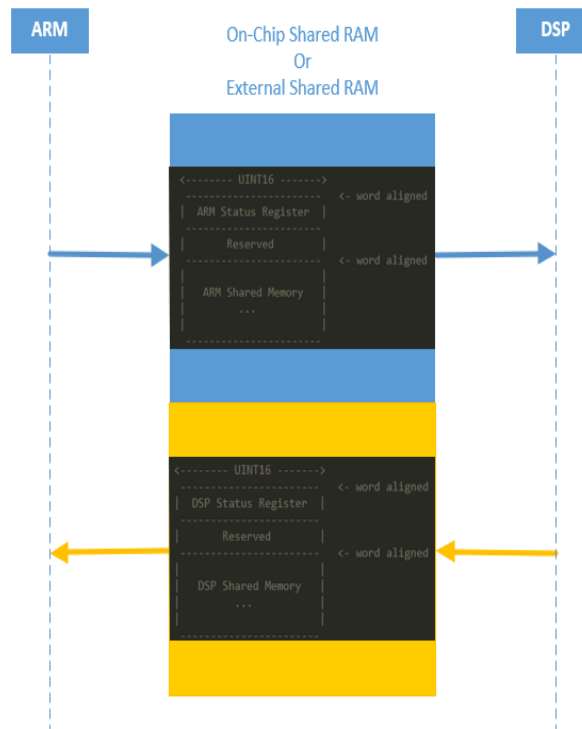 ARM
DSP
On-Chip Shared RAM
Or
External Shared RAM
<-------- UINT16 ------->
----------------------- <- word aligned
| ARM Status Register |
-----------------------
| Reserved |
----------------------- <- word aligned
| |
| ARM Shared Memory |
| ... |
| |
-----------------------
<-------- UINT16 ------->
----------------------- <- word aligned
| DSP Status Register |
-----------------------
| Reserved |
----------------------- <- word aligned
| |
| DSP Shared Memory |
| ... |
| |
-----------------------